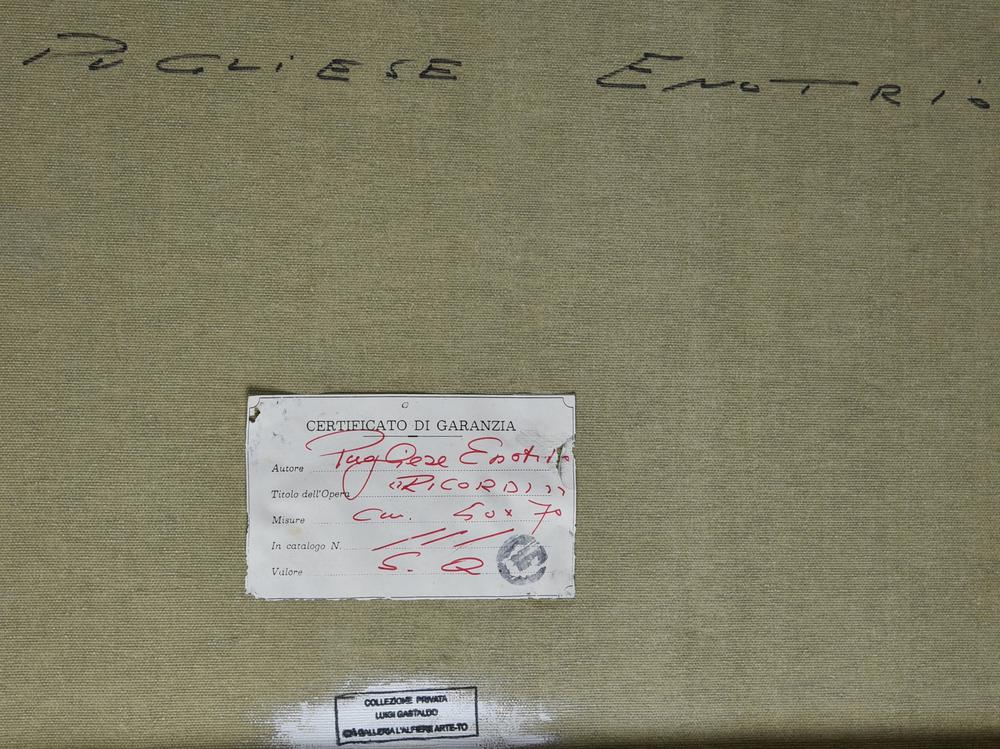 PUGLIESE ENOTRIO
CERTIFICATO DI GARANZIA
Autore Pugliese Enotrio
Titolo dell'Opera "RICORDI"
Misure cm. 50x70
In catalogo N. ///
Valore S. Q
COLLEZIONE PRIVATA
LUIGI GASTALDO
GIÀ GALLERIA L'ALFIERE ARTE-TO